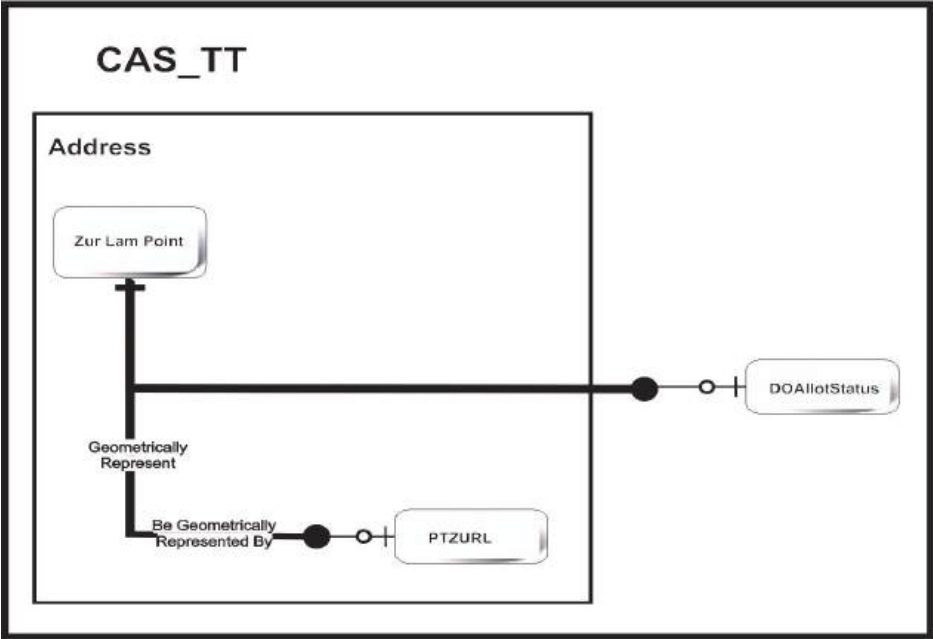 CAS_TT
Address
Zur Lam Point
DOAllotStatus
Geometrically
Represent
Be Geometrically
Represented By
PTZURL